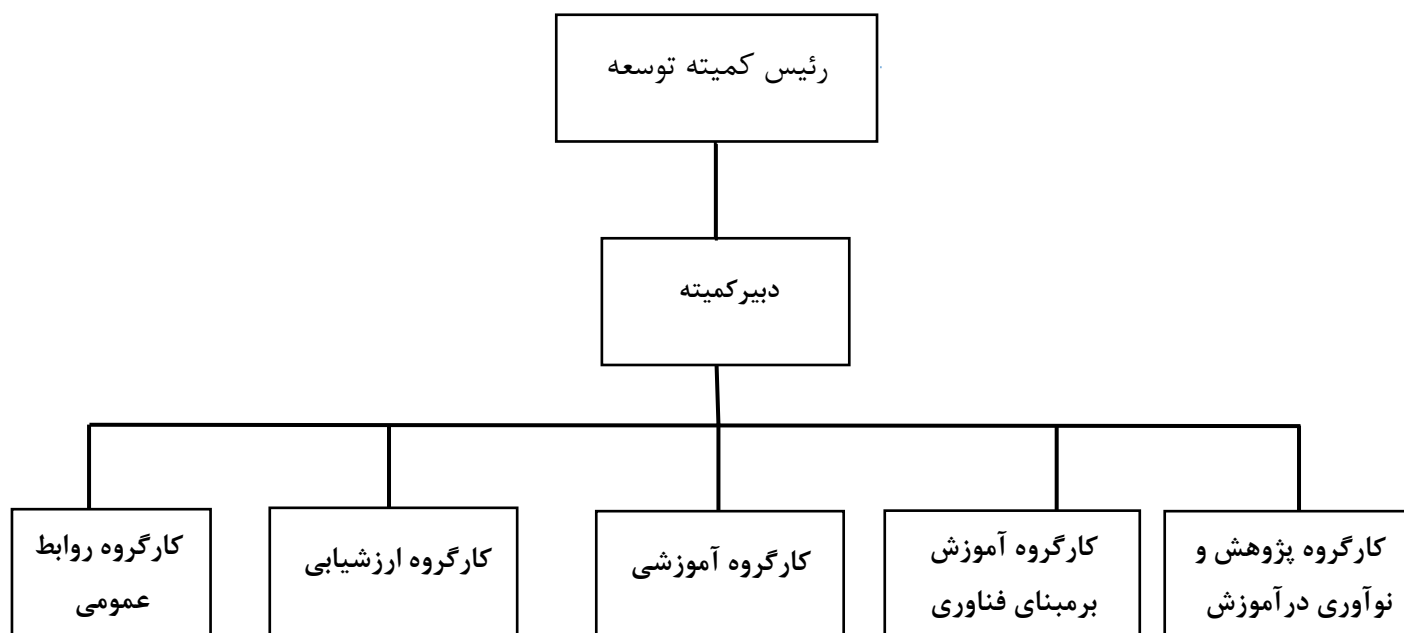 رئیس کمیته توسعه
دبیرکمیته
کارگروه پژوهش و
نوآوری درآموزش
کارگروه آموزش
برمبنای فناوری
کارگروه آموزشی
کارگروه ارزشیابی
کارگروه روابط
عمومی